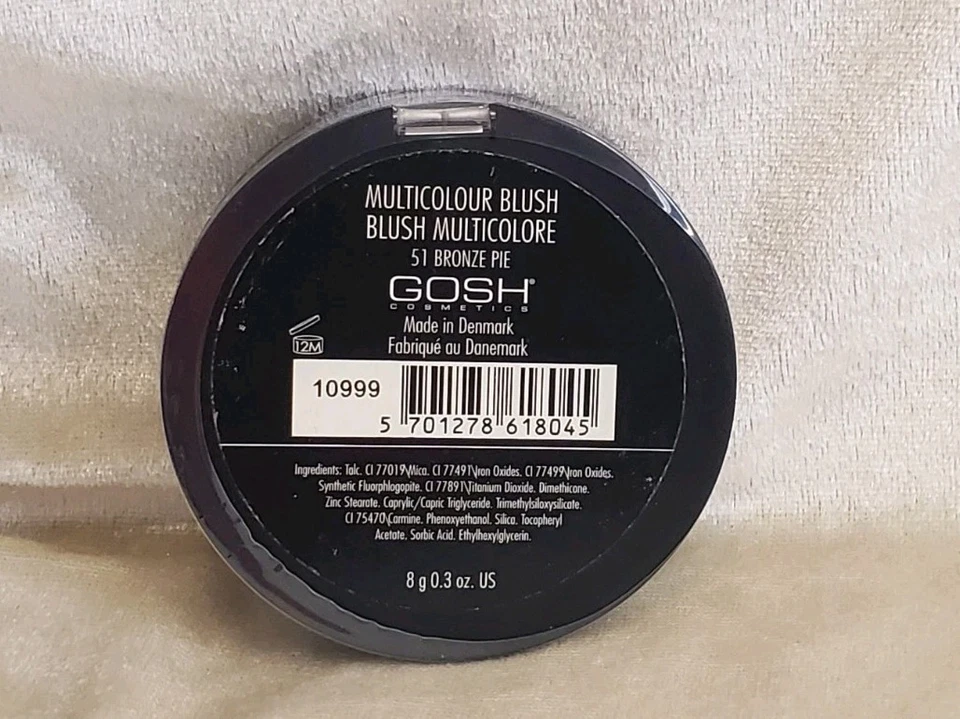 MULTICOLOUR BLUSH
BLUSH MULTICOLORE
51 BRONZE PIE
GOSH®
COSMETICS
Made in Denmark
Fabriqué au Danemark
12M
10999
5 701278 618045
Ingredients: Talc. CI 77019\Mica. CI 77491\Iron Oxides. CI 77499\Iron Oxides.
Synthetic Fluorphlogopite. CI 77891\Titanium Dioxide. Dimethicone.
Zinc Stearate. Caprylic/Capric Triglyceride. Trimethylsiloxysilicate.
CI 75470\Carmine. Phenoxyethanol. Silica. Tocopheryl
Acetate. Sorbic Acid. Ethylhexylglycerin.
8 g 0.3 oz. US